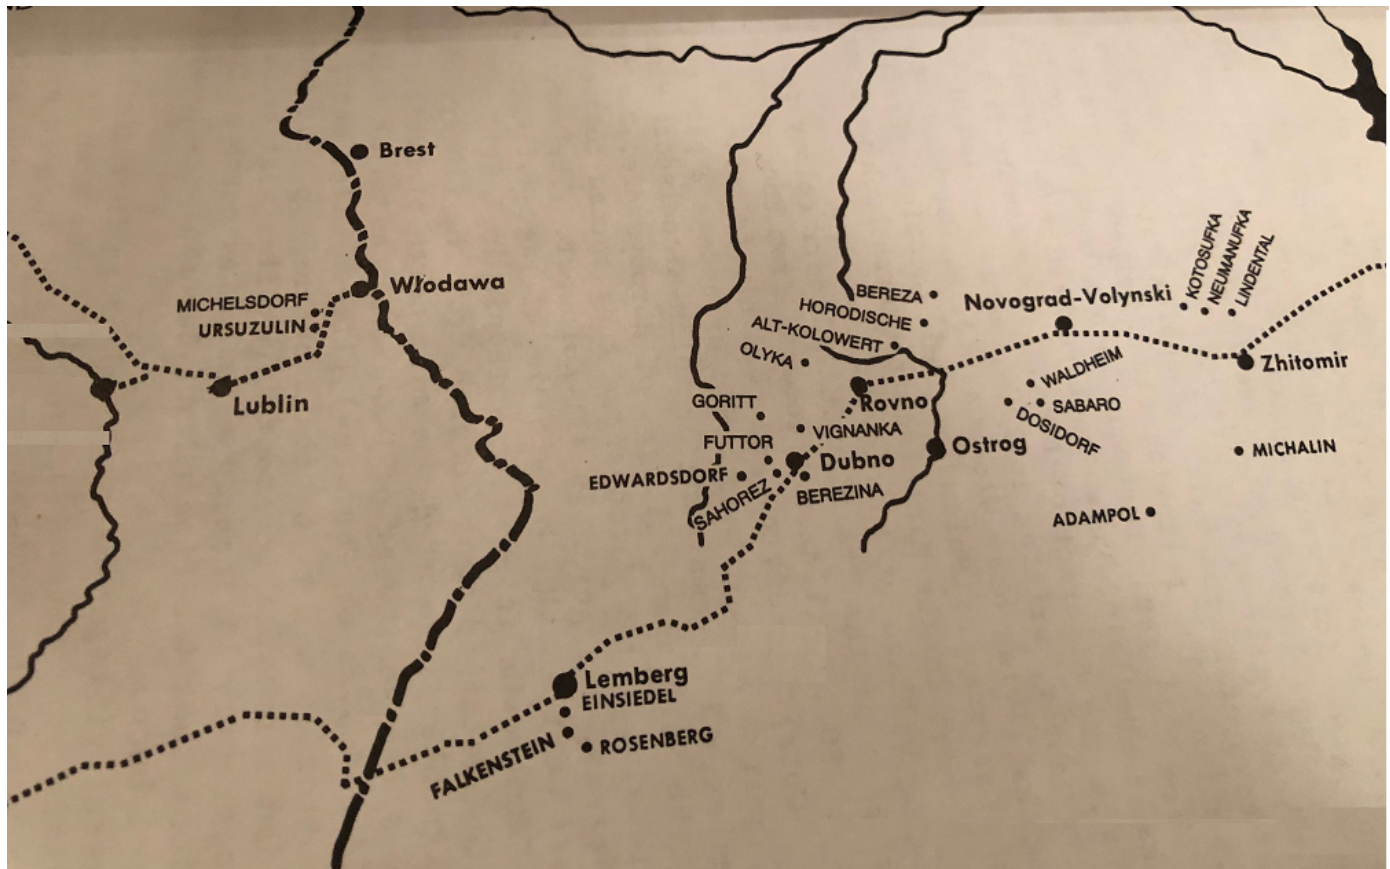 Brest
Włodawa
MICHELSDORF
URSUZULIN
Lublin
KOTOSUFKA
NEUMANUFKA
LINDENTAL
BEREZA
Novograd-Volynski
HORODISCHE
ALT-KOLOWERT
OLYKA
Zhitomir
WALDHEIM
GORITT
Rovno
SABARO
DOSIDORF
VIGNANKA
FUTTOR
Ostrog
MICHALIN
Dubno
EDWARDSDORF
SAHOREZ
BEREZINA
ADAMPOL
Lemberg
EINSIEDEL
FALKENSTEIN
ROSENBERG